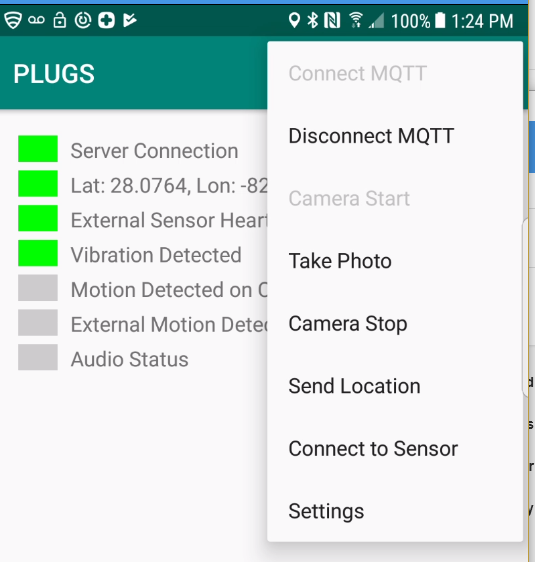 100% 1:24 PM
PLUGS
Server Connection
Lat: 28.0764, Lon: -82
External Sensor Heart
Vibration Detected
Motion Detected on
External Motion
Audio Status
Connect MQTT
Disconnect MQTT
Camera Start
Take Photo
Camera Stop
Send Location
Connect to Sensor
Settings